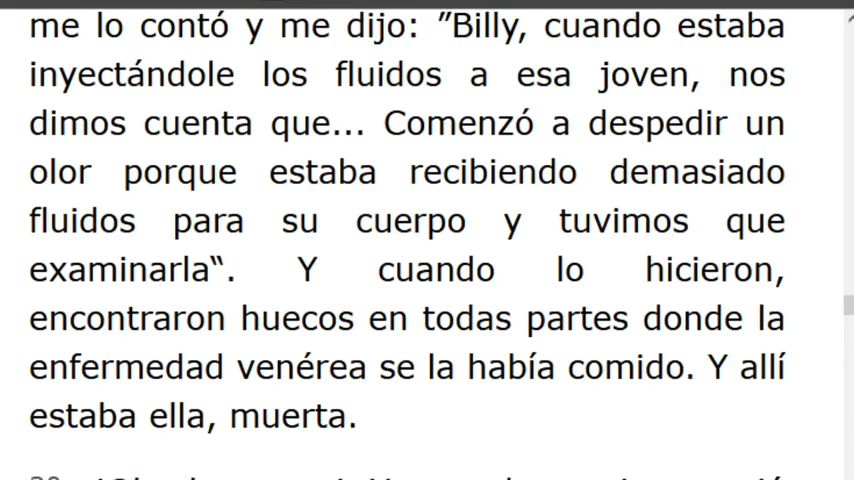 me lo contó y me dijo: ”Billy, cuando estaba
inyectándole los fluidos a esa joven, nos
dimos cuenta que... Comenzó a despedir un
olor porque estaba recibiendo demasiado
fluidos para su cuerpo y tuvimos que
examinarla“. Y cuando lo hicieron,
encontraron huecos en todas partes donde la
enfermedad venérea se la había comido. Y allí
estaba ella, muerta.